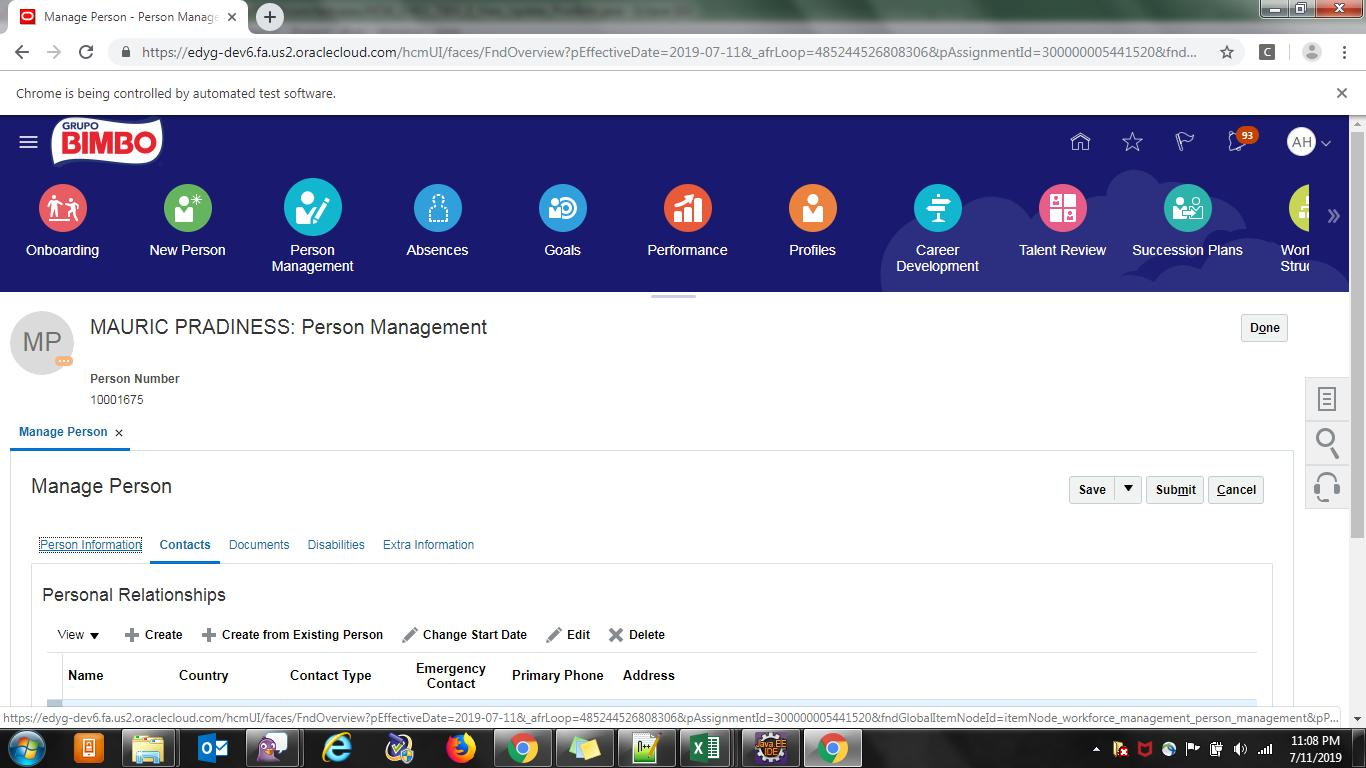 Manage Person - Person Manage
https://edyg-dev6.fa.us2.oraclecloud.com/hcmUI/faces/FndOverview?pEffectiveDate=2019-07-11&_afrLoop=485244526808306&pAssignmentId=300000005441520&fnd...
C
Chrome is being controlled by automated test software.
GRUPO
BIMBO
93
AH
Onboarding
New Person
Person Management
Absences
Goals
Performance
Profiles
Career Development
Talent Review
Succession Plans
Worl
Struc
MP
MAURIC PRADINESS: Person Management
Done
Person Number
10001675
Manage Person
Manage Person
Save
Submit
Cancel
Person Information
Contacts
Documents
Disabilities
Extra Information
Personal Relationships
View
Create
Create from Existing Person
Change Start Date
Edit
Delete
Name
Country
Contact Type
Emergency Contact
Primary Phone
Address
https://edyg-dev6.fa.us2.oraclecloud.com/hcmUI/faces/FndOverview?pEffectiveDate=2019-07-11&_afrLoop=485244526808306&pAssignmentId=300000005441520&fndGlobalItemNodeId=itemNode_workforce_management_person_management&pP...
Java EE
IDE
11:08 PM
7/11/2019